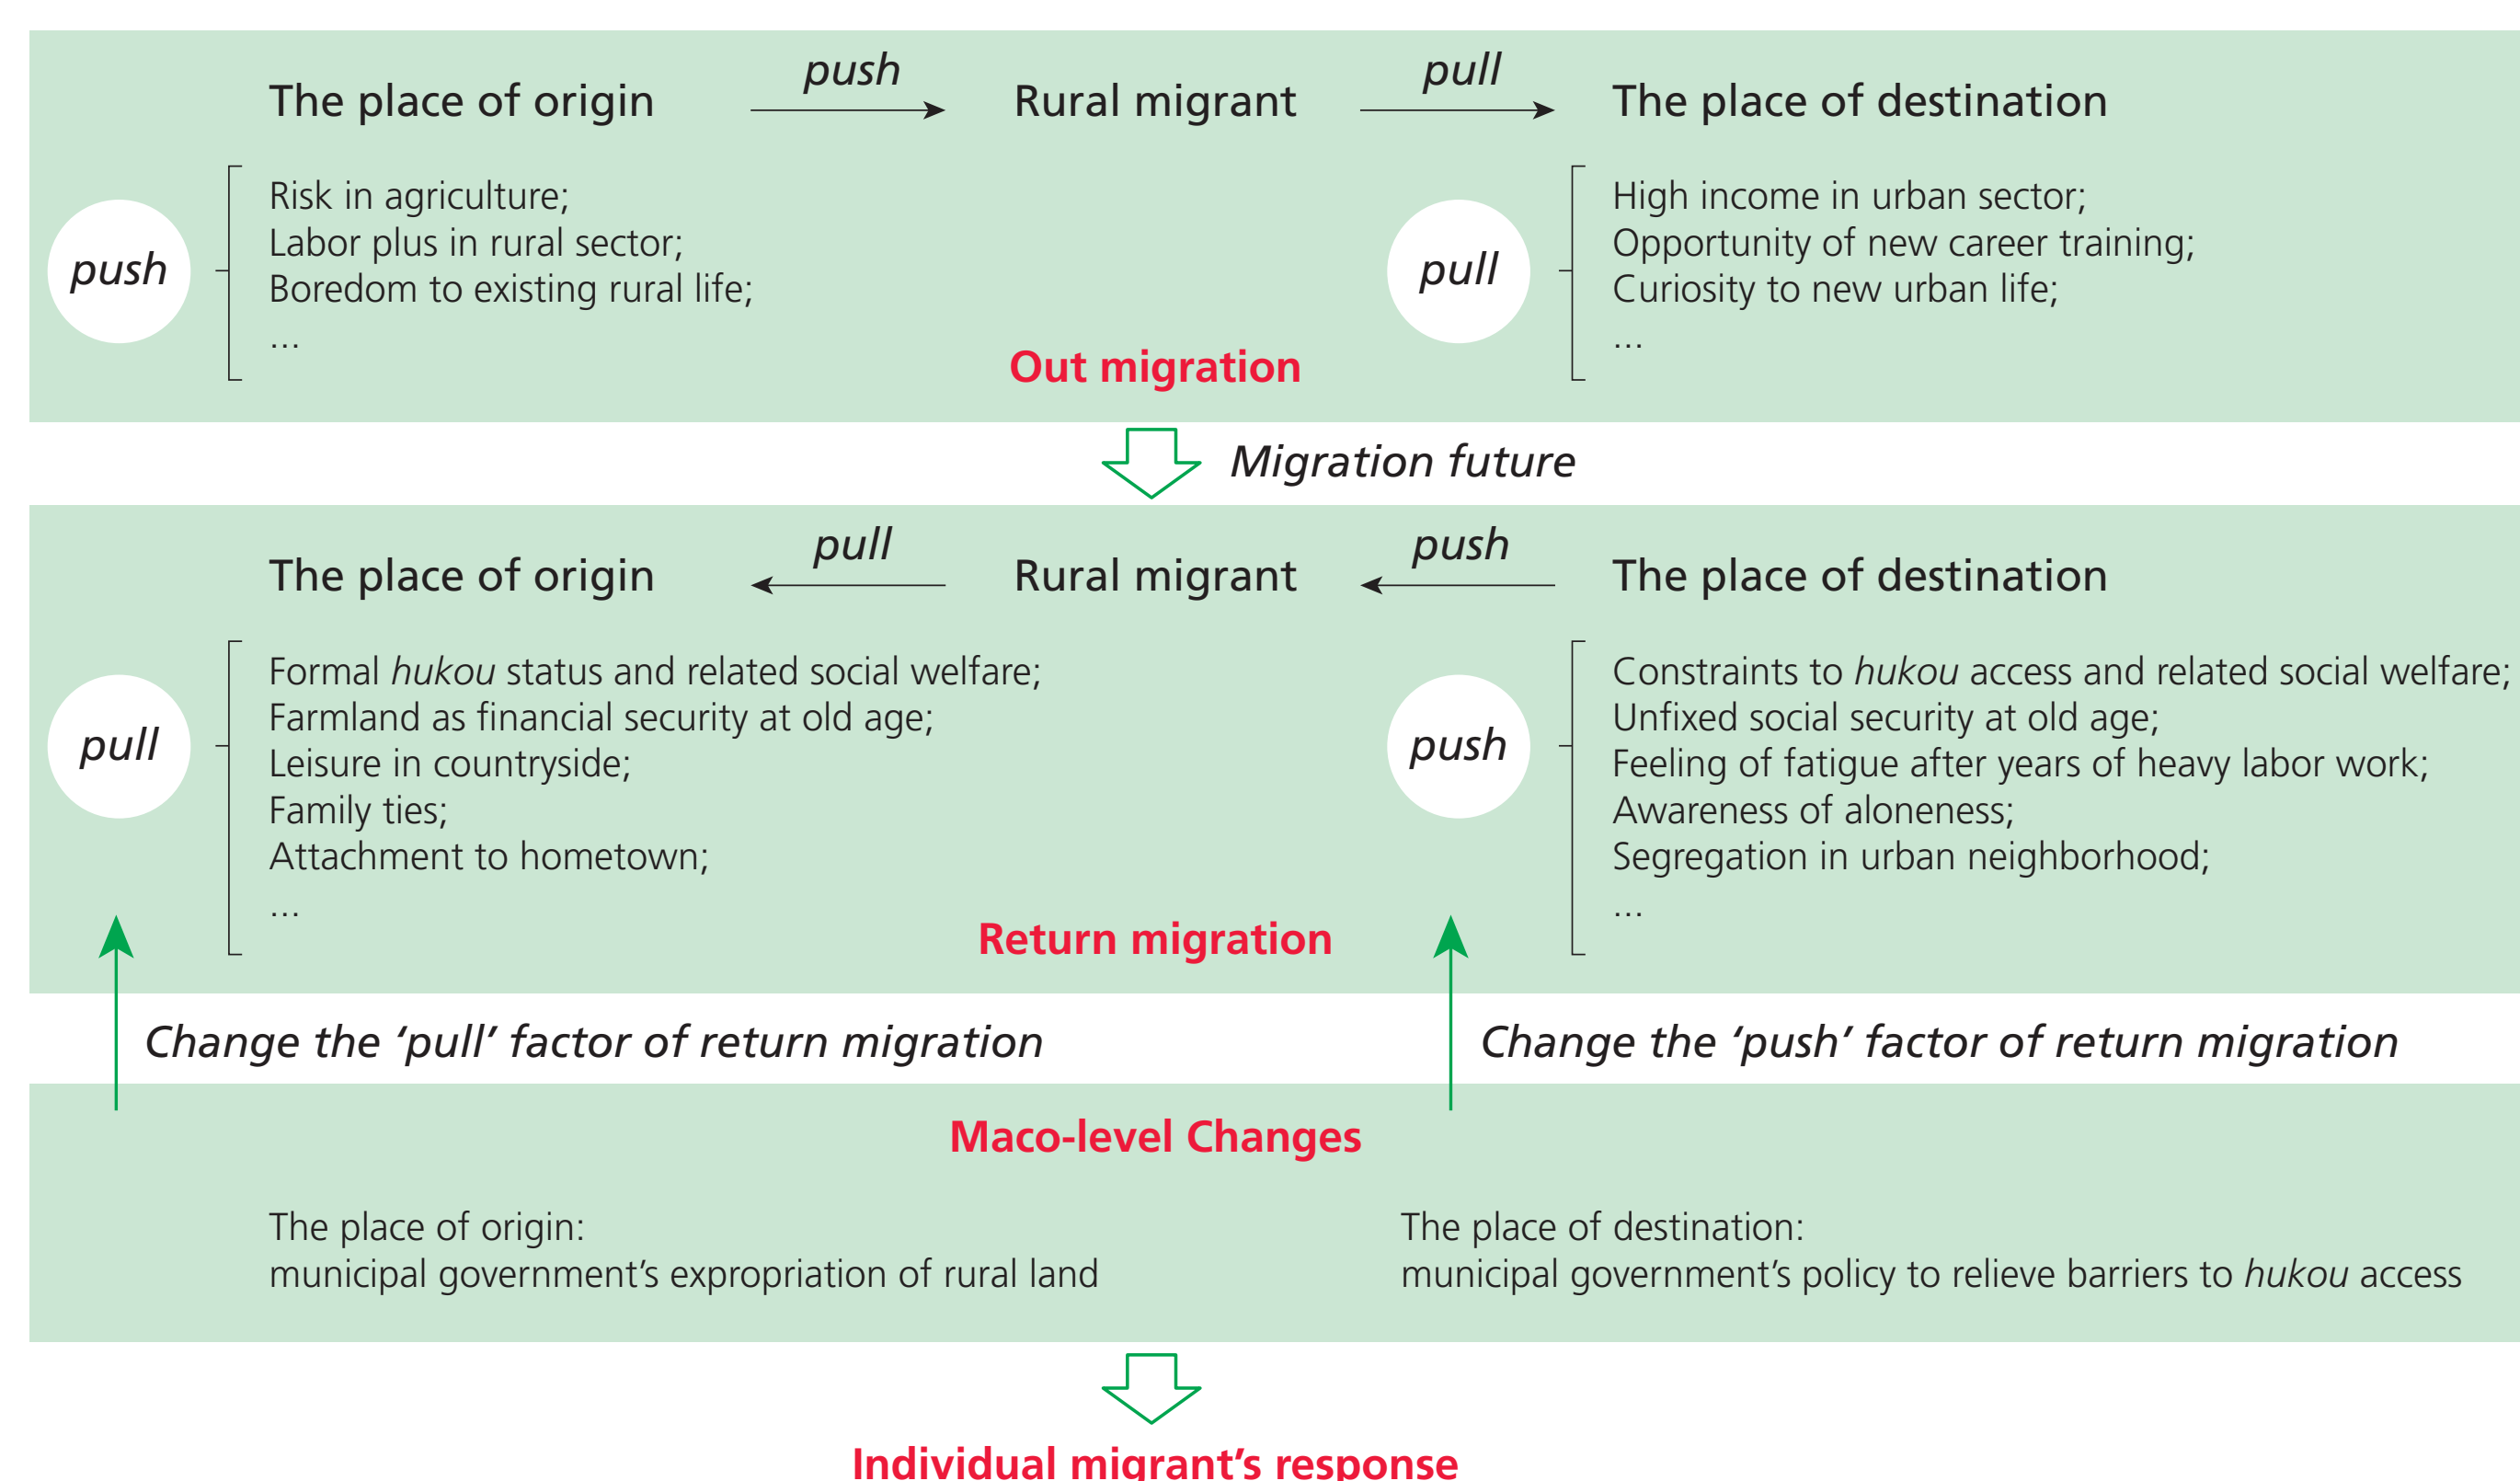 push
pull
The place of origin
Rural migrant
The place of destination
push
Risk in agriculture;
Labor plus in rural sector;
Boredom to existing rural life;
...
pull
High income in urban sector;
Opportunity of new career training;
Curiosity to new urban life;
...
Out migration
Migration future
pull
push
The place of origin
Rural migrant
The place of destination
pull
Formal hukou status and related social welfare;
Farmland as financial security at old age;
Leisure in countryside;
Family ties;
Attachment to hometown;
...
push
Constraints to hukou access and related social welfare;
Unfixed social security at old age;
Feeling of fatigue after years of heavy labor work;
Awareness of aloneness;
Segregation in urban neighborhood;
...
Return migration
Change the ‘pull’ factor of return migration
Change the ‘push’ factor of return migration
Maco-level Changes
The place of origin:
municipal government’s expropriation of rural land
The place of destination:
municipal government’s policy to relieve barriers to hukou access
Individual migrant’s response